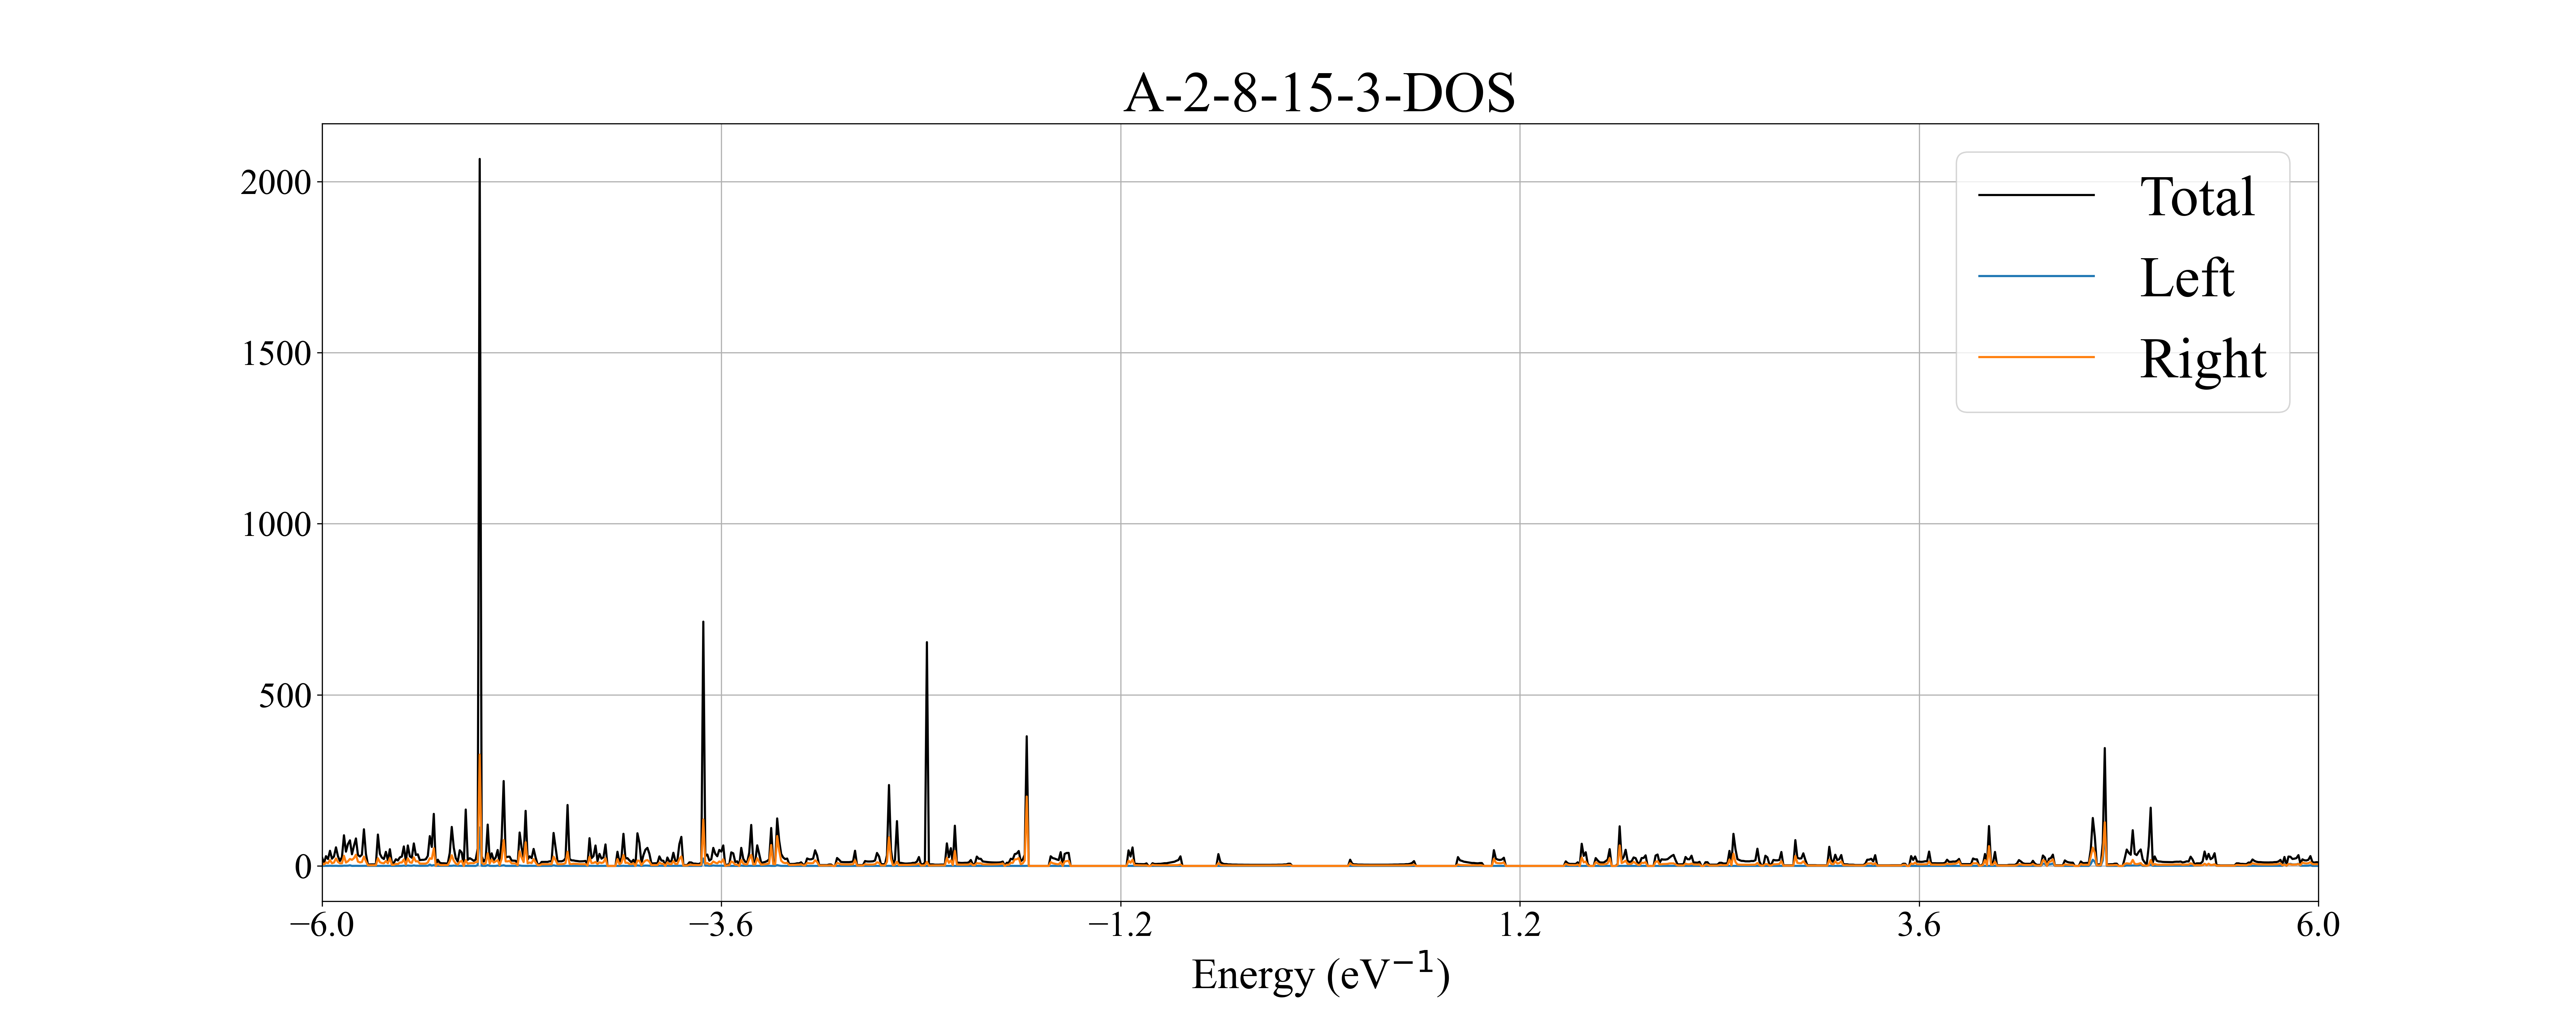 A-2-8-15-3-DOS
2000
1500
1000
500
0
Total
Left
Right
−6.0 −3.6 −1.2 1.2 3.6 6.0
Energy (eV⁻¹)